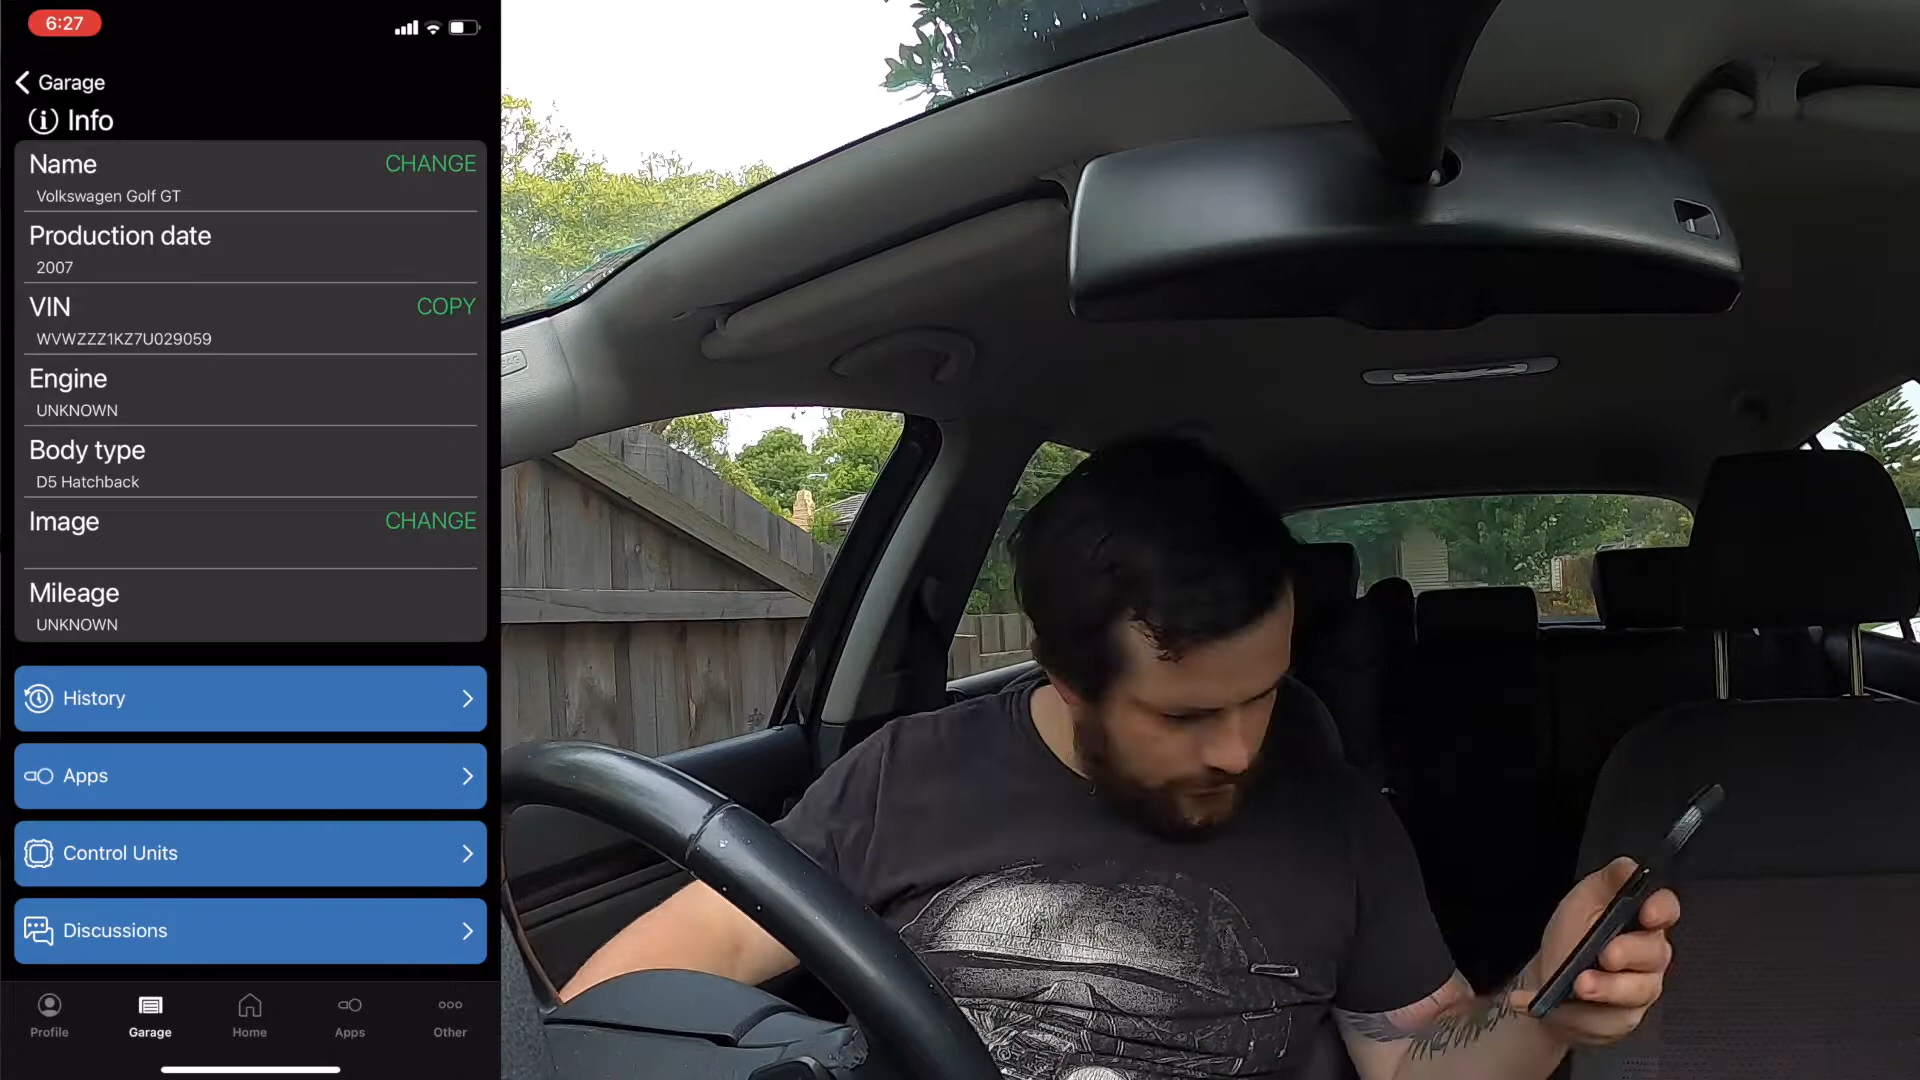 6:27
Garage
Info
Name
CHANGE
Volkswagen Golf GT
Production date
2007
VIN
COPY
WVWZZZ1KZ7U029059
Engine
UNKNOWN
Body type
D5 Hatchback
Image
CHANGE
Mileage
UNKNOWN
History
Apps
Control Units
Discussions
Profile
Garage
Home
Apps
Other